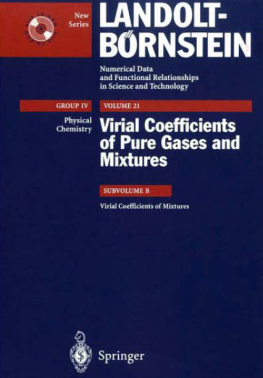 New
Series
LANDOLT-
BÖRNSTEIN
Numerical Data
and Functional Relationships
in Science and Technology
GROUP IV
VOLUME 21
Physical
Chemistry
Virial Coefficients
of Pure Gases and
Mixtures
SUBVOLUME B
Virial Coefficients of Mixtures
Springer